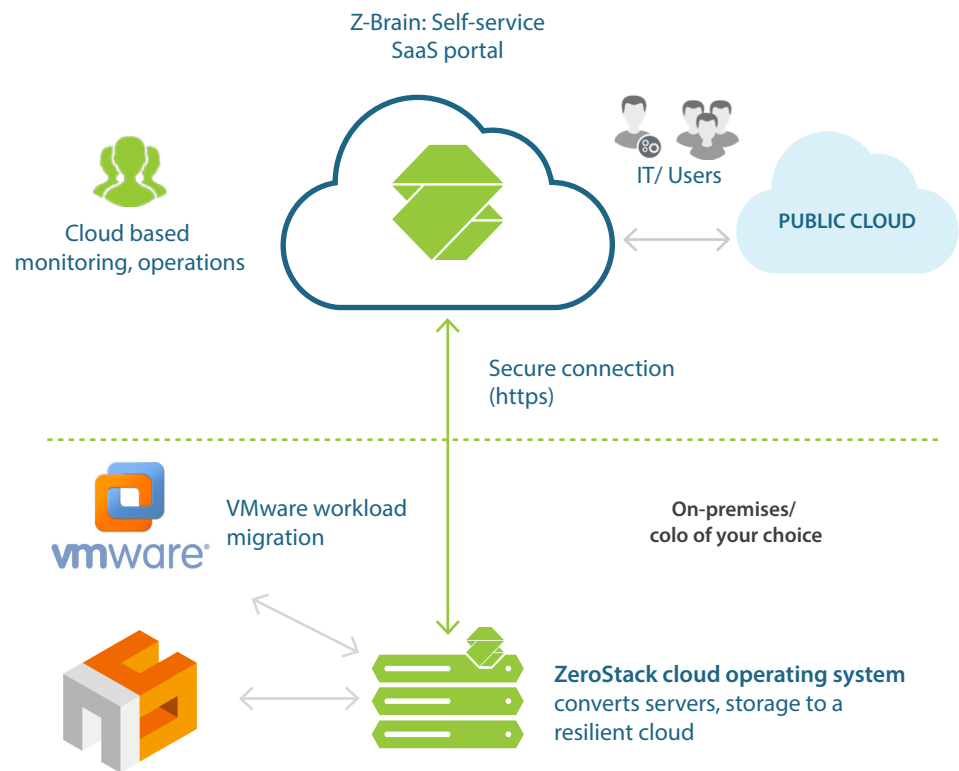 Z-Brain: Self-service
SaaS portal
IT/ Users
PUBLIC CLOUD
Cloud based
monitoring, operations
Secure connection
(https)
vmware®
VMware workload
migration
On-premises/
colo of your choice
ZeroStack cloud operating system
converts servers, storage to a
resilient cloud